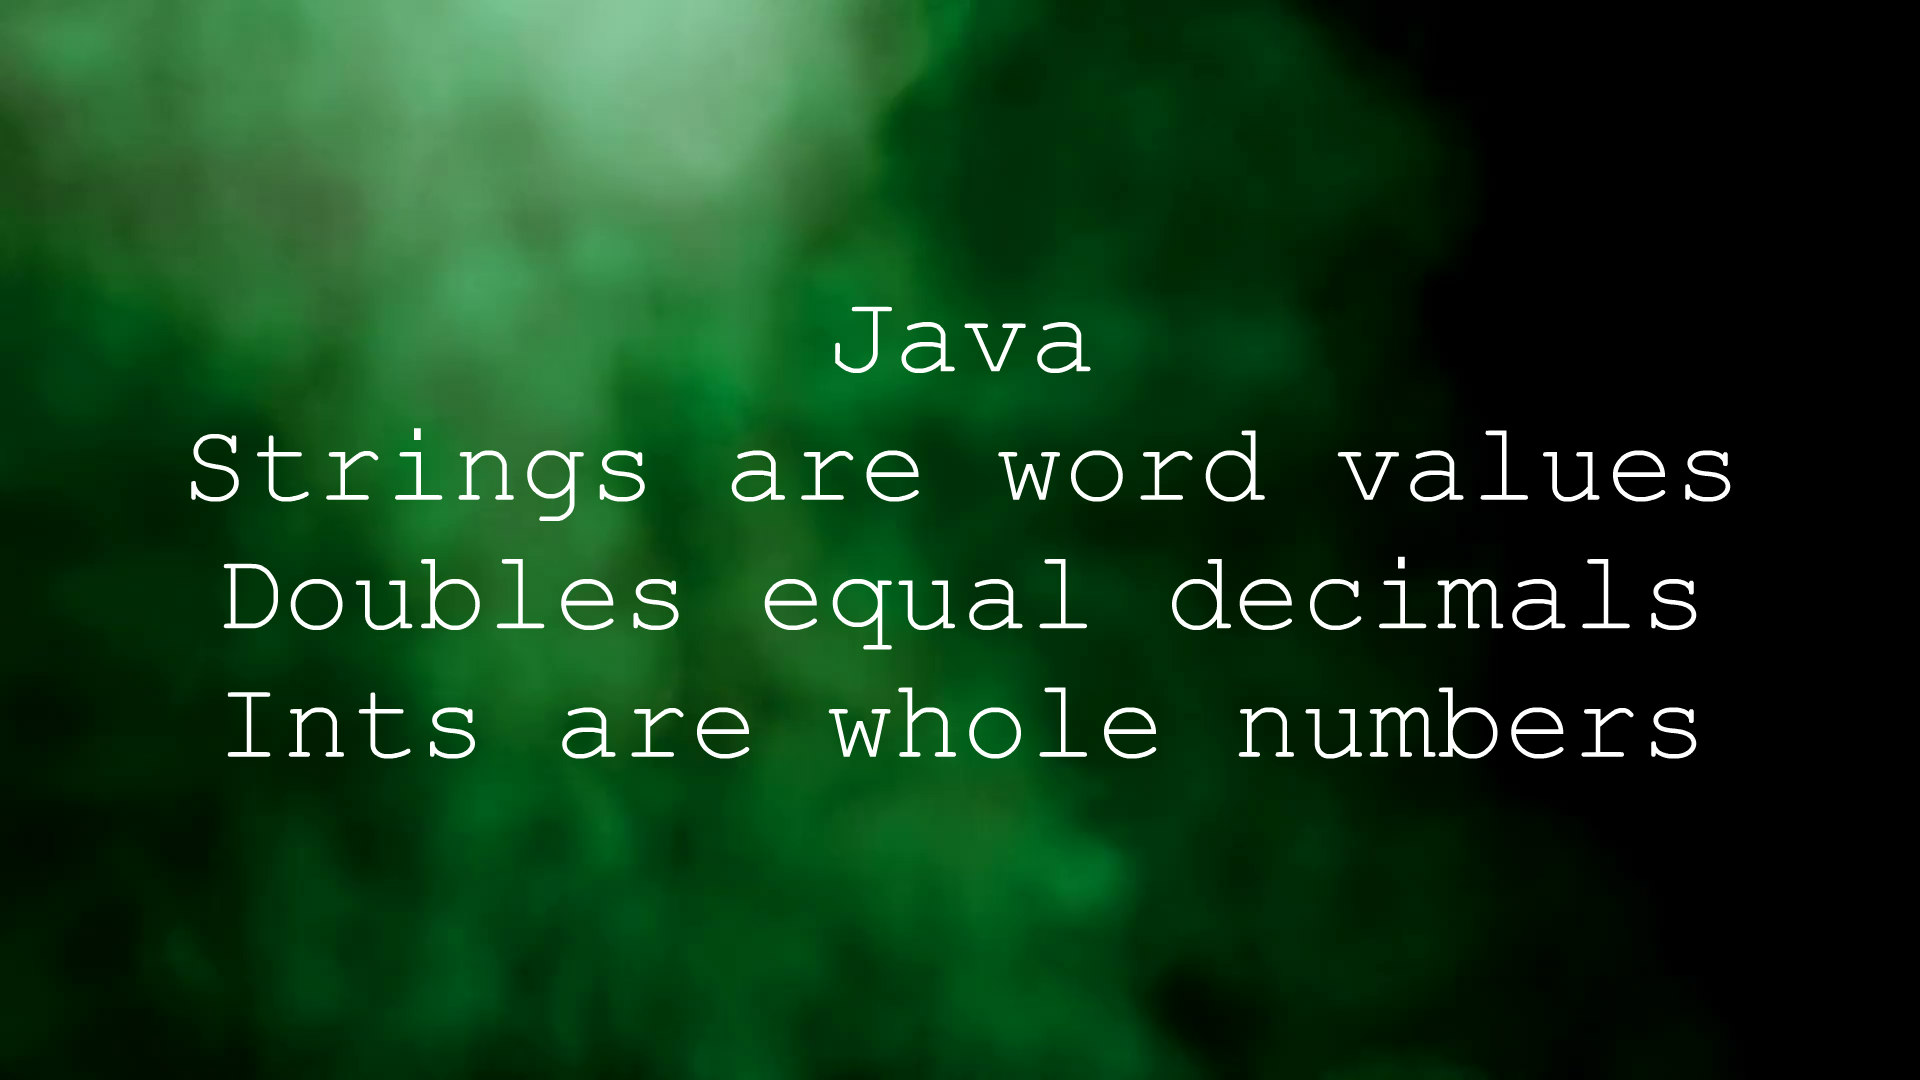 Java
Strings are word values
Doubles equal decimals
Ints are whole numbers